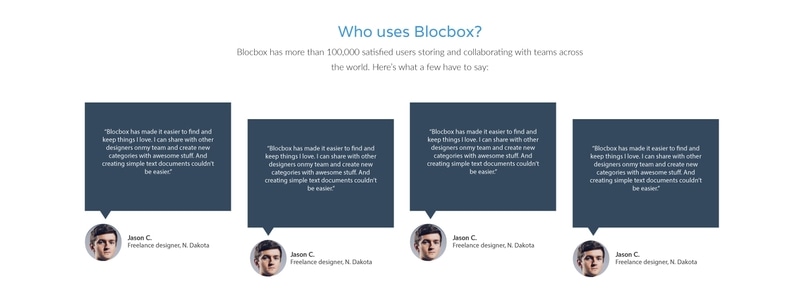 Who uses Blocbox?
Blocbox has more than 100,000 satisfied users storing and collaborating with teams across
the world. Here's what a few have to say:
"Blocbox has made it easier to find and
keep things I love. I can share with other
designers onmy team and create new
categories with awesome stuff. And
creating simple text documents couldn't
be easier."
Jason C.
Freelance designer, N. Dakota
"Blocbox has made it easier to find and
keep things I love. I can share with other
designers onmy team and create new
categories with awesome stuff. And
creating simple text documents couldn't
be easier."
Jason C.
Freelance designer, N. Dakota
"Blocbox has made it easier to find and
keep things I love. I can share with other
designers onmy team and create new
categories with awesome stuff. And
creating simple text documents couldn't
be easier."
Jason C.
Freelance designer, N. Dakota
"Blocbox has made it easier to find and
keep things I love. I can share with other
designers onmy team and create new
categories with awesome stuff. And
creating simple text documents couldn't
be easier."
Jason C.
Freelance designer, N. Dakota